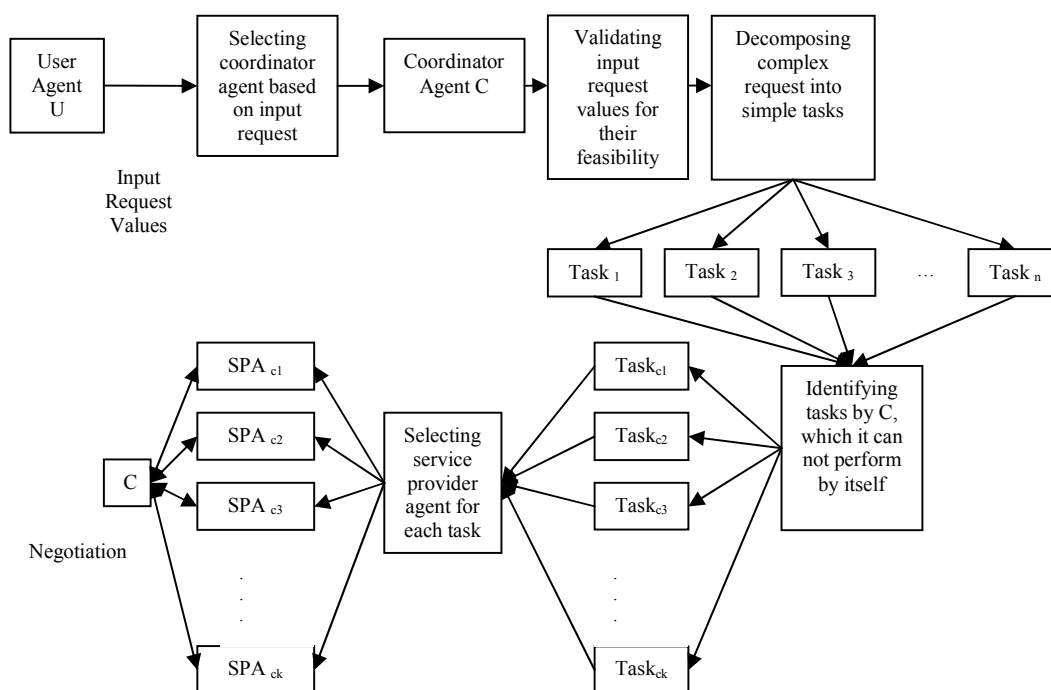 User
Agent
U
Selecting
coordinator
agent based
on input
request
Coordinator
Agent C
Validating
input
request
values for
their
feasibility
Decomposing
complex
request into
simple tasks
Input
Request
Values
Task 1
Task 2
Task 3
...
Task n
SPA c1
SPA c2
SPA c3
SPA ck
C
Negotiation
Selecting
service
provider
agent for
each task
Taskc1
Taskc2
Taskc3
Taskck
Identifying
tasks by C,
which it can
not perform
by itself